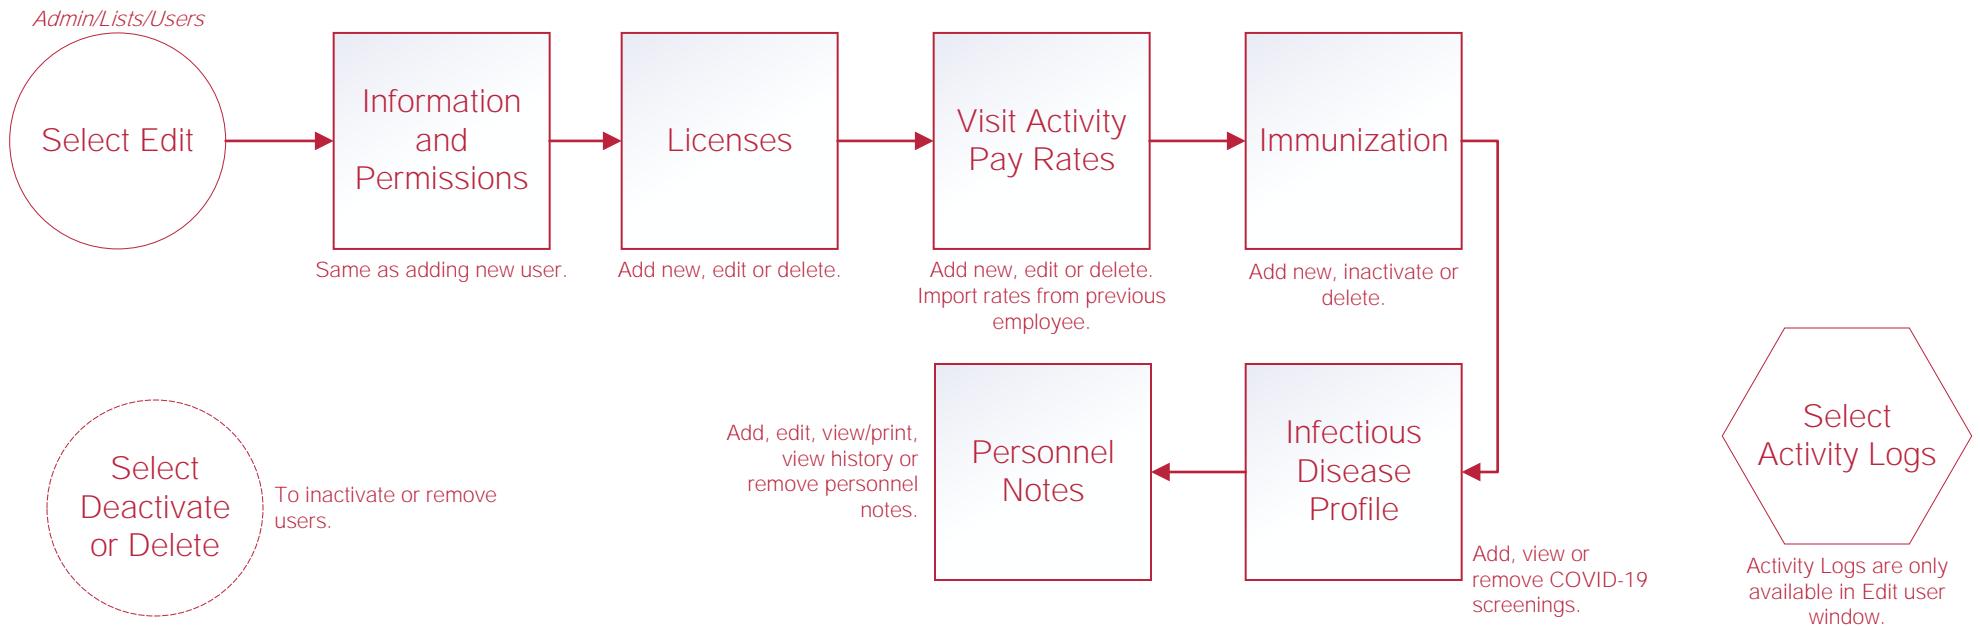 Admin/Lists/Users
Select Edit
Information
and
Permissions
Same as adding new user.
Licenses
Add new, edit or delete.
Visit Activity
Pay Rates
Add new, edit or delete.
Import rates from previous
employee.
Immunization
Add new, inactivate or
delete.
Infectious
Disease
Profile
Add, view or
remove COVID-19
screenings.
Personnel
Notes
Add, edit, view/print,
view history or
remove personnel
notes.
Select
Deactivate
or Delete
To inactivate or remove
users.
Select
Activity Logs
Activity Logs are only
available in Edit user
window.